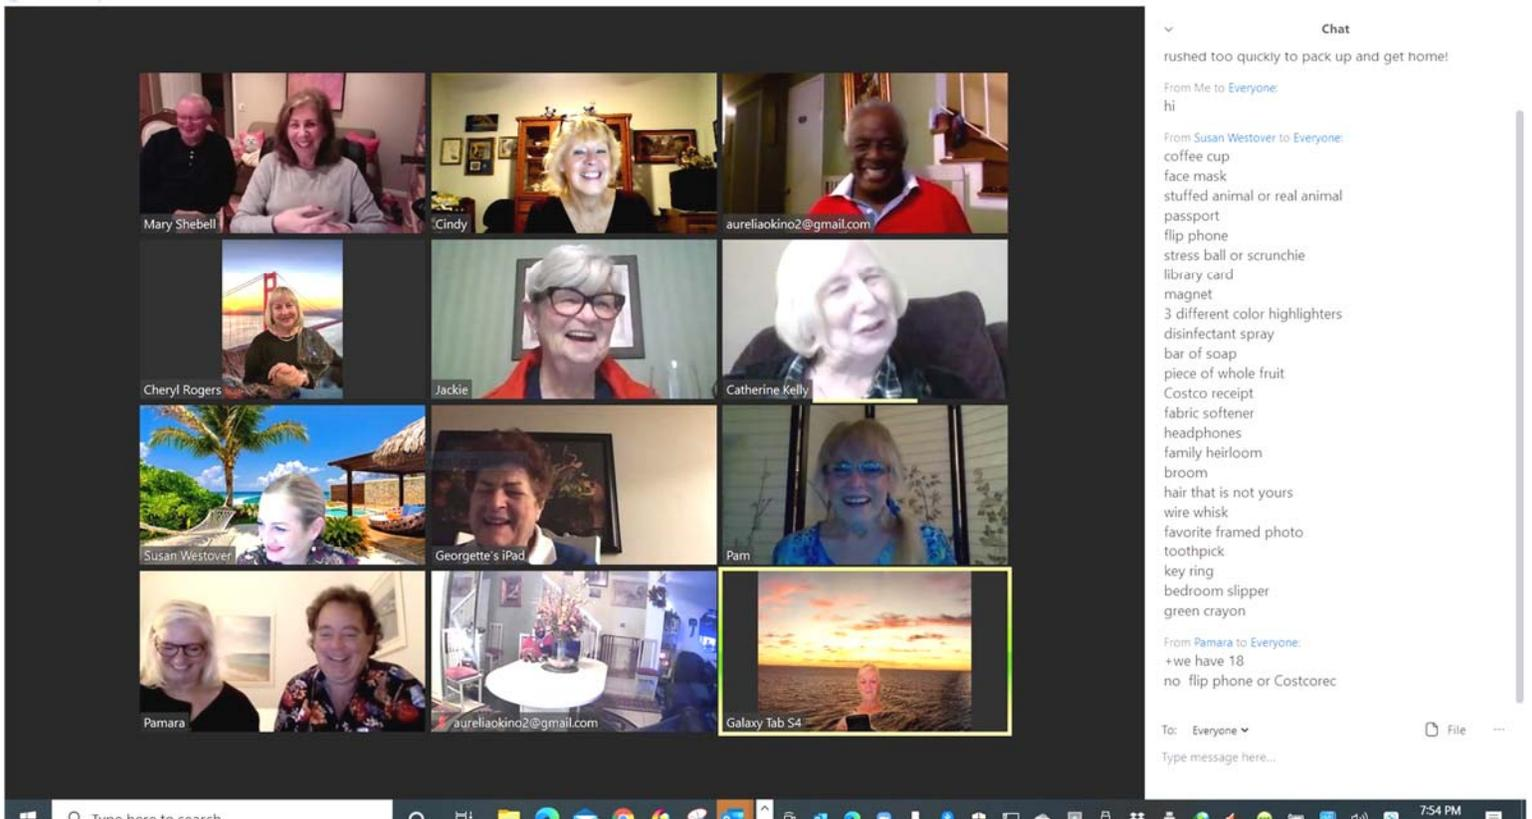 Chat
rushed too quickly to pack up and get home!
From Me to Everyone:
hi
From Susan Westover to Everyone:
coffee cup
face mask
stuffed animal or real animal
passport
flip phone
stress ball or scrunchie
library card
magnet
3 different color highlighters
disinfectant spray
bar of soap
piece of whole fruit
Costco receipt
fabric softener
headphones
family heirloom
broom
hair that is not yours
wire whisk
favorite framed photo
toothpick
key ring
bedroom slipper
green crayon
From Pamara to Everyone:
+we have 18
no flip phone or Costcorec
To: Everyone
File
Type message here...
Mary Shebell
Cindy
aureliaokino2@gmail.com
Cheryl Rogers
Jackie
Catherine Kelly
Susan Westover
Georgette's iPad
Pam
Pamara
aureliaokino2@gmail.com
Galaxy Tab S4
Type here to search
7:54 PM